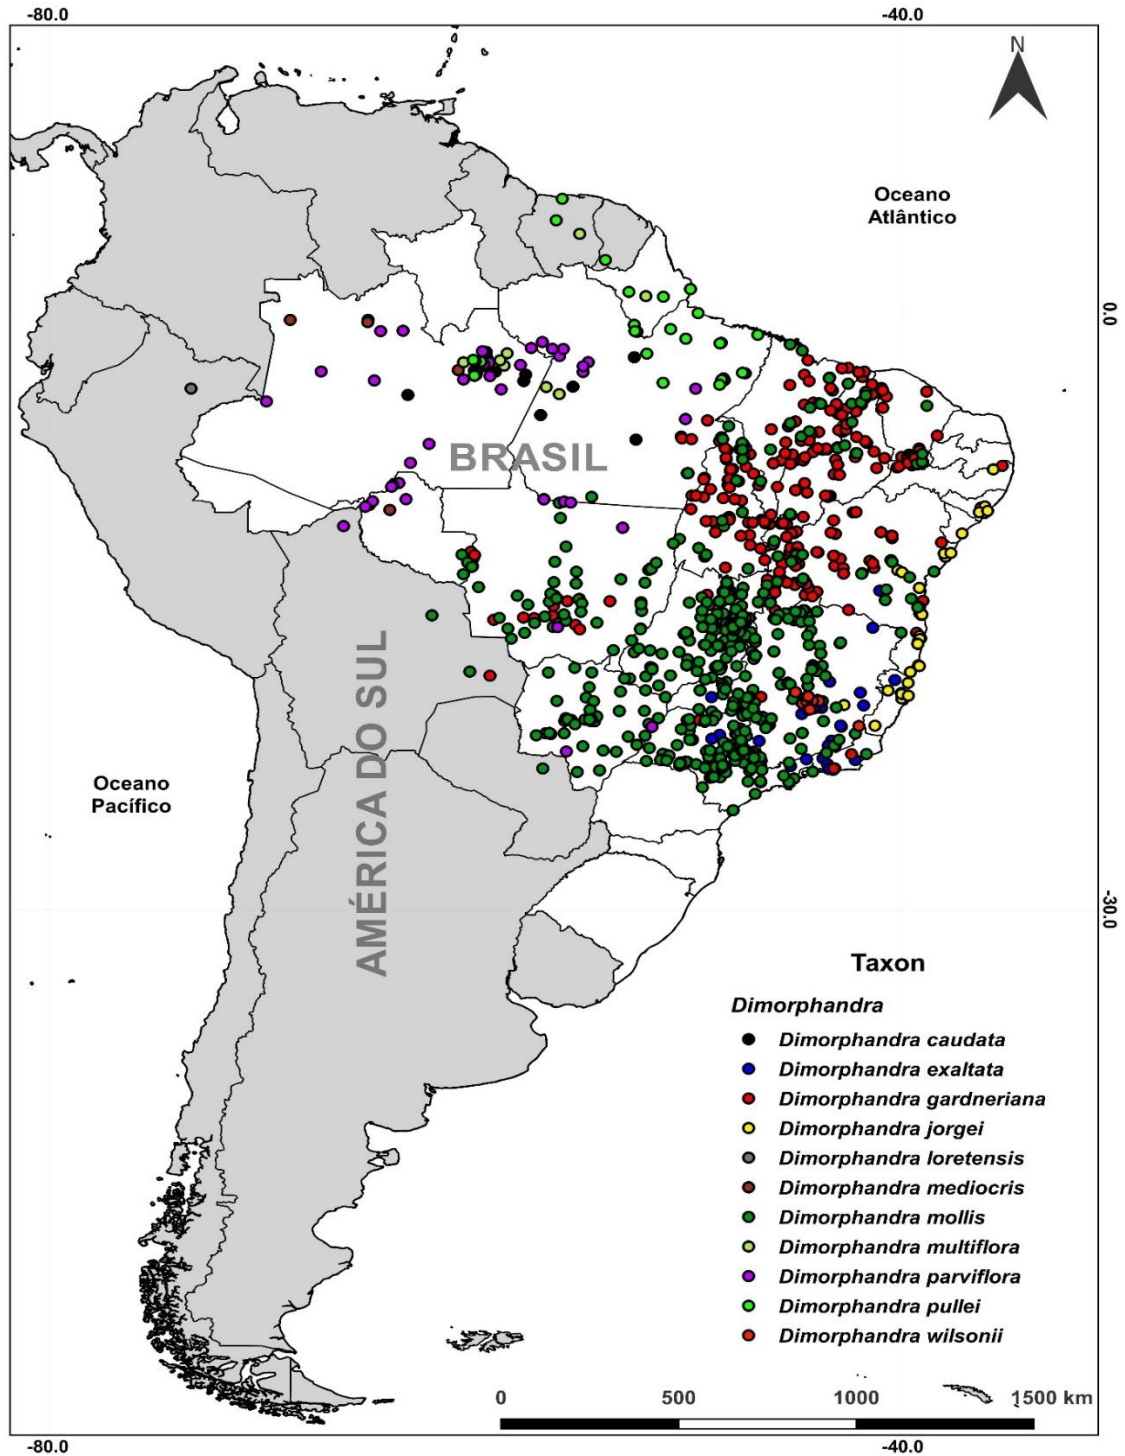 -80.0
-40.0
N
Oceano
Atlântico
0.0
BRASIL
AMÉRICA DO SUL
Oceano
Pacífico
-30.0
Taxon
Dimorphandra
Dimorphandra caudata
Dimorphandra exaltata
Dimorphandra gardneriana
Dimorphandra jorgei
Dimorphandra loretensis
Dimorphandra mediocris
Dimorphandra mollis
Dimorphandra multiflora
Dimorphandra parviflora
Dimorphandra pullei
Dimorphandra wilsonii
0 500 1000 1500 km
-80.0
-40.0